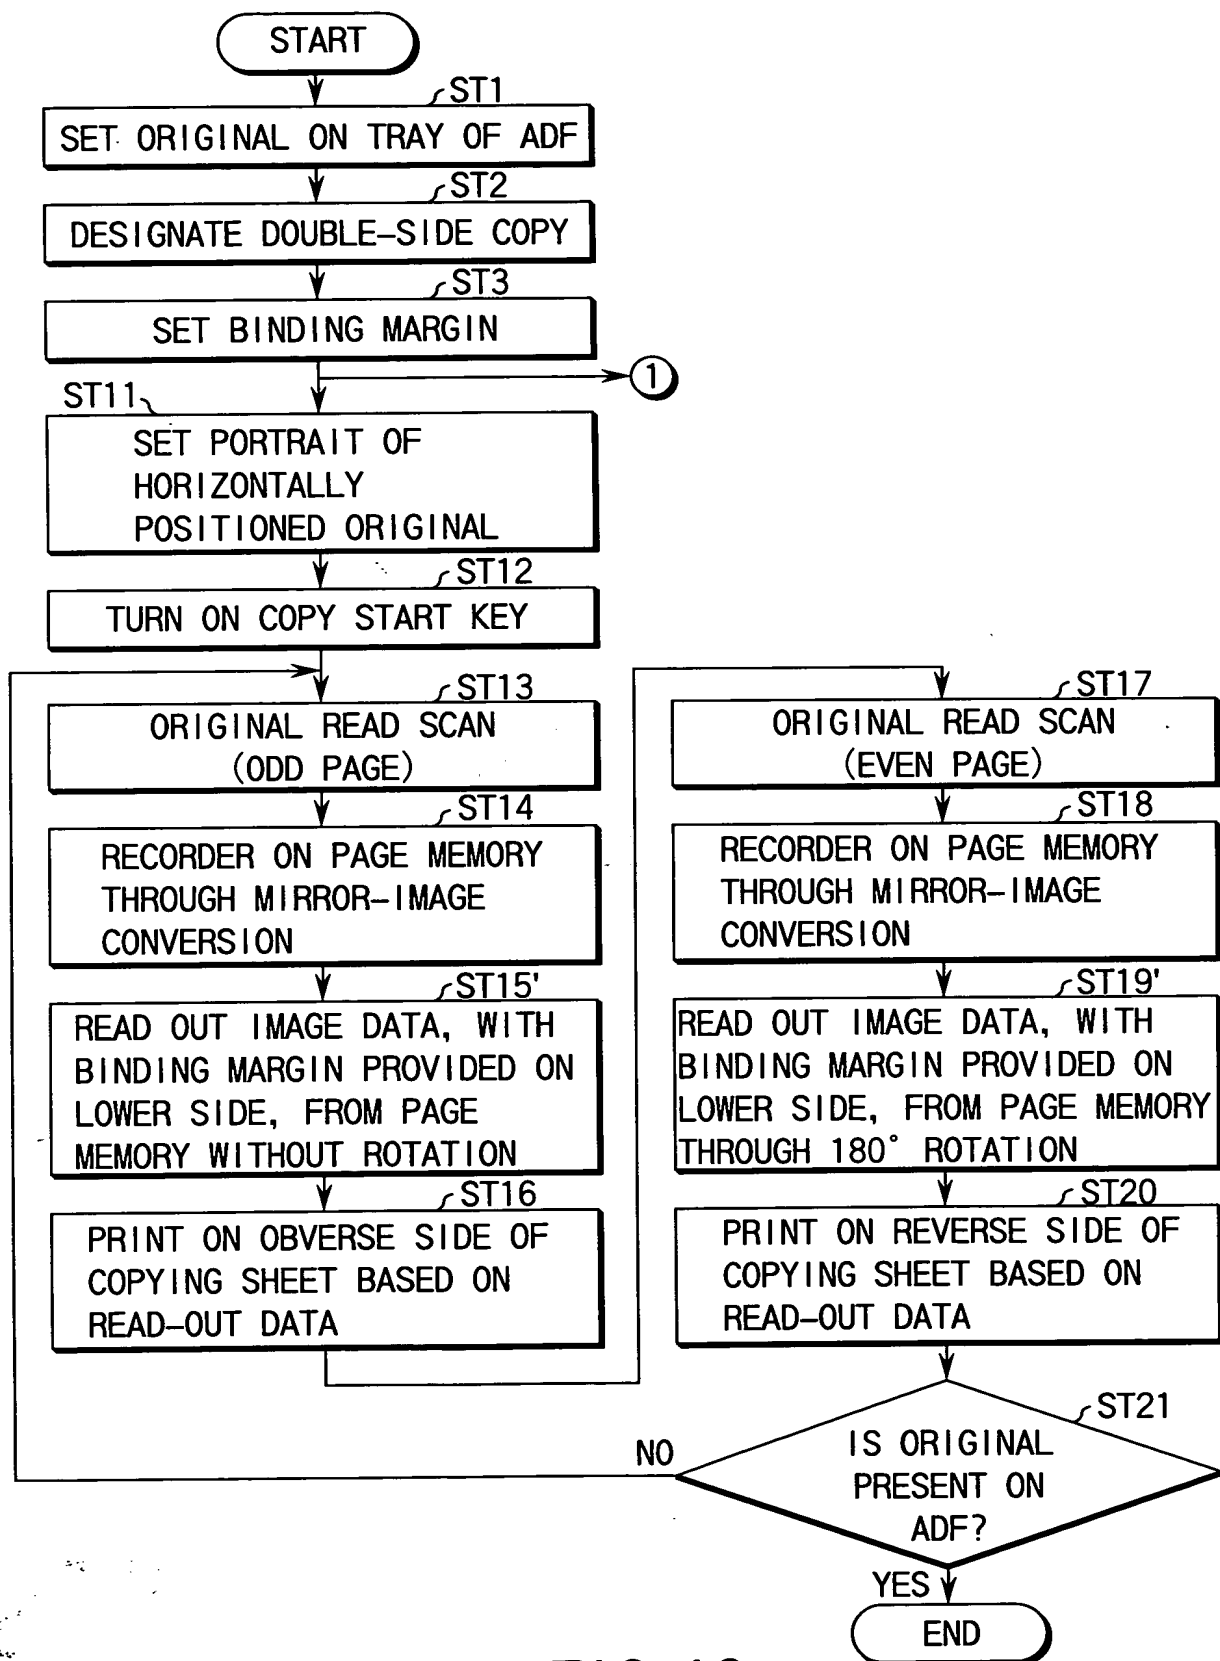 START
ST1
SET ORIGINAL ON TRAY OF ADF
ST2
DESIGNATE DOUBLE-SIDE COPY
ST3
SET BINDING MARGIN
1
ST11
SET PORTRAIT OF
HORIZONTALLY
POSITIONED ORIGINAL
ST12
TURN ON COPY START KEY
ST13
ORIGINAL READ SCAN
(ODD PAGE)
ST14
RECORDER ON PAGE MEMORY
THROUGH MIRROR-IMAGE
CONVERSION
ST15'
READ OUT IMAGE DATA, WITH
BINDING MARGIN PROVIDED ON
LOWER SIDE, FROM PAGE
MEMORY WITHOUT ROTATION
ST16
PRINT ON OBVERSE SIDE OF
COPYING SHEET BASED ON
READ-OUT DATA
ST17
ORIGINAL READ SCAN
(EVEN PAGE)
ST18
RECORDER ON PAGE MEMORY
THROUGH MIRROR-IMAGE
CONVERSION
ST19'
READ OUT IMAGE DATA, WITH
BINDING MARGIN PROVIDED ON
LOWER SIDE, FROM PAGE MEMORY
THROUGH 180° ROTATION
ST20
PRINT ON REVERSE SIDE OF
COPYING SHEET BASED ON
READ-OUT DATA
ST21
IS ORIGINAL
PRESENT ON
ADF?
NO
YES
END